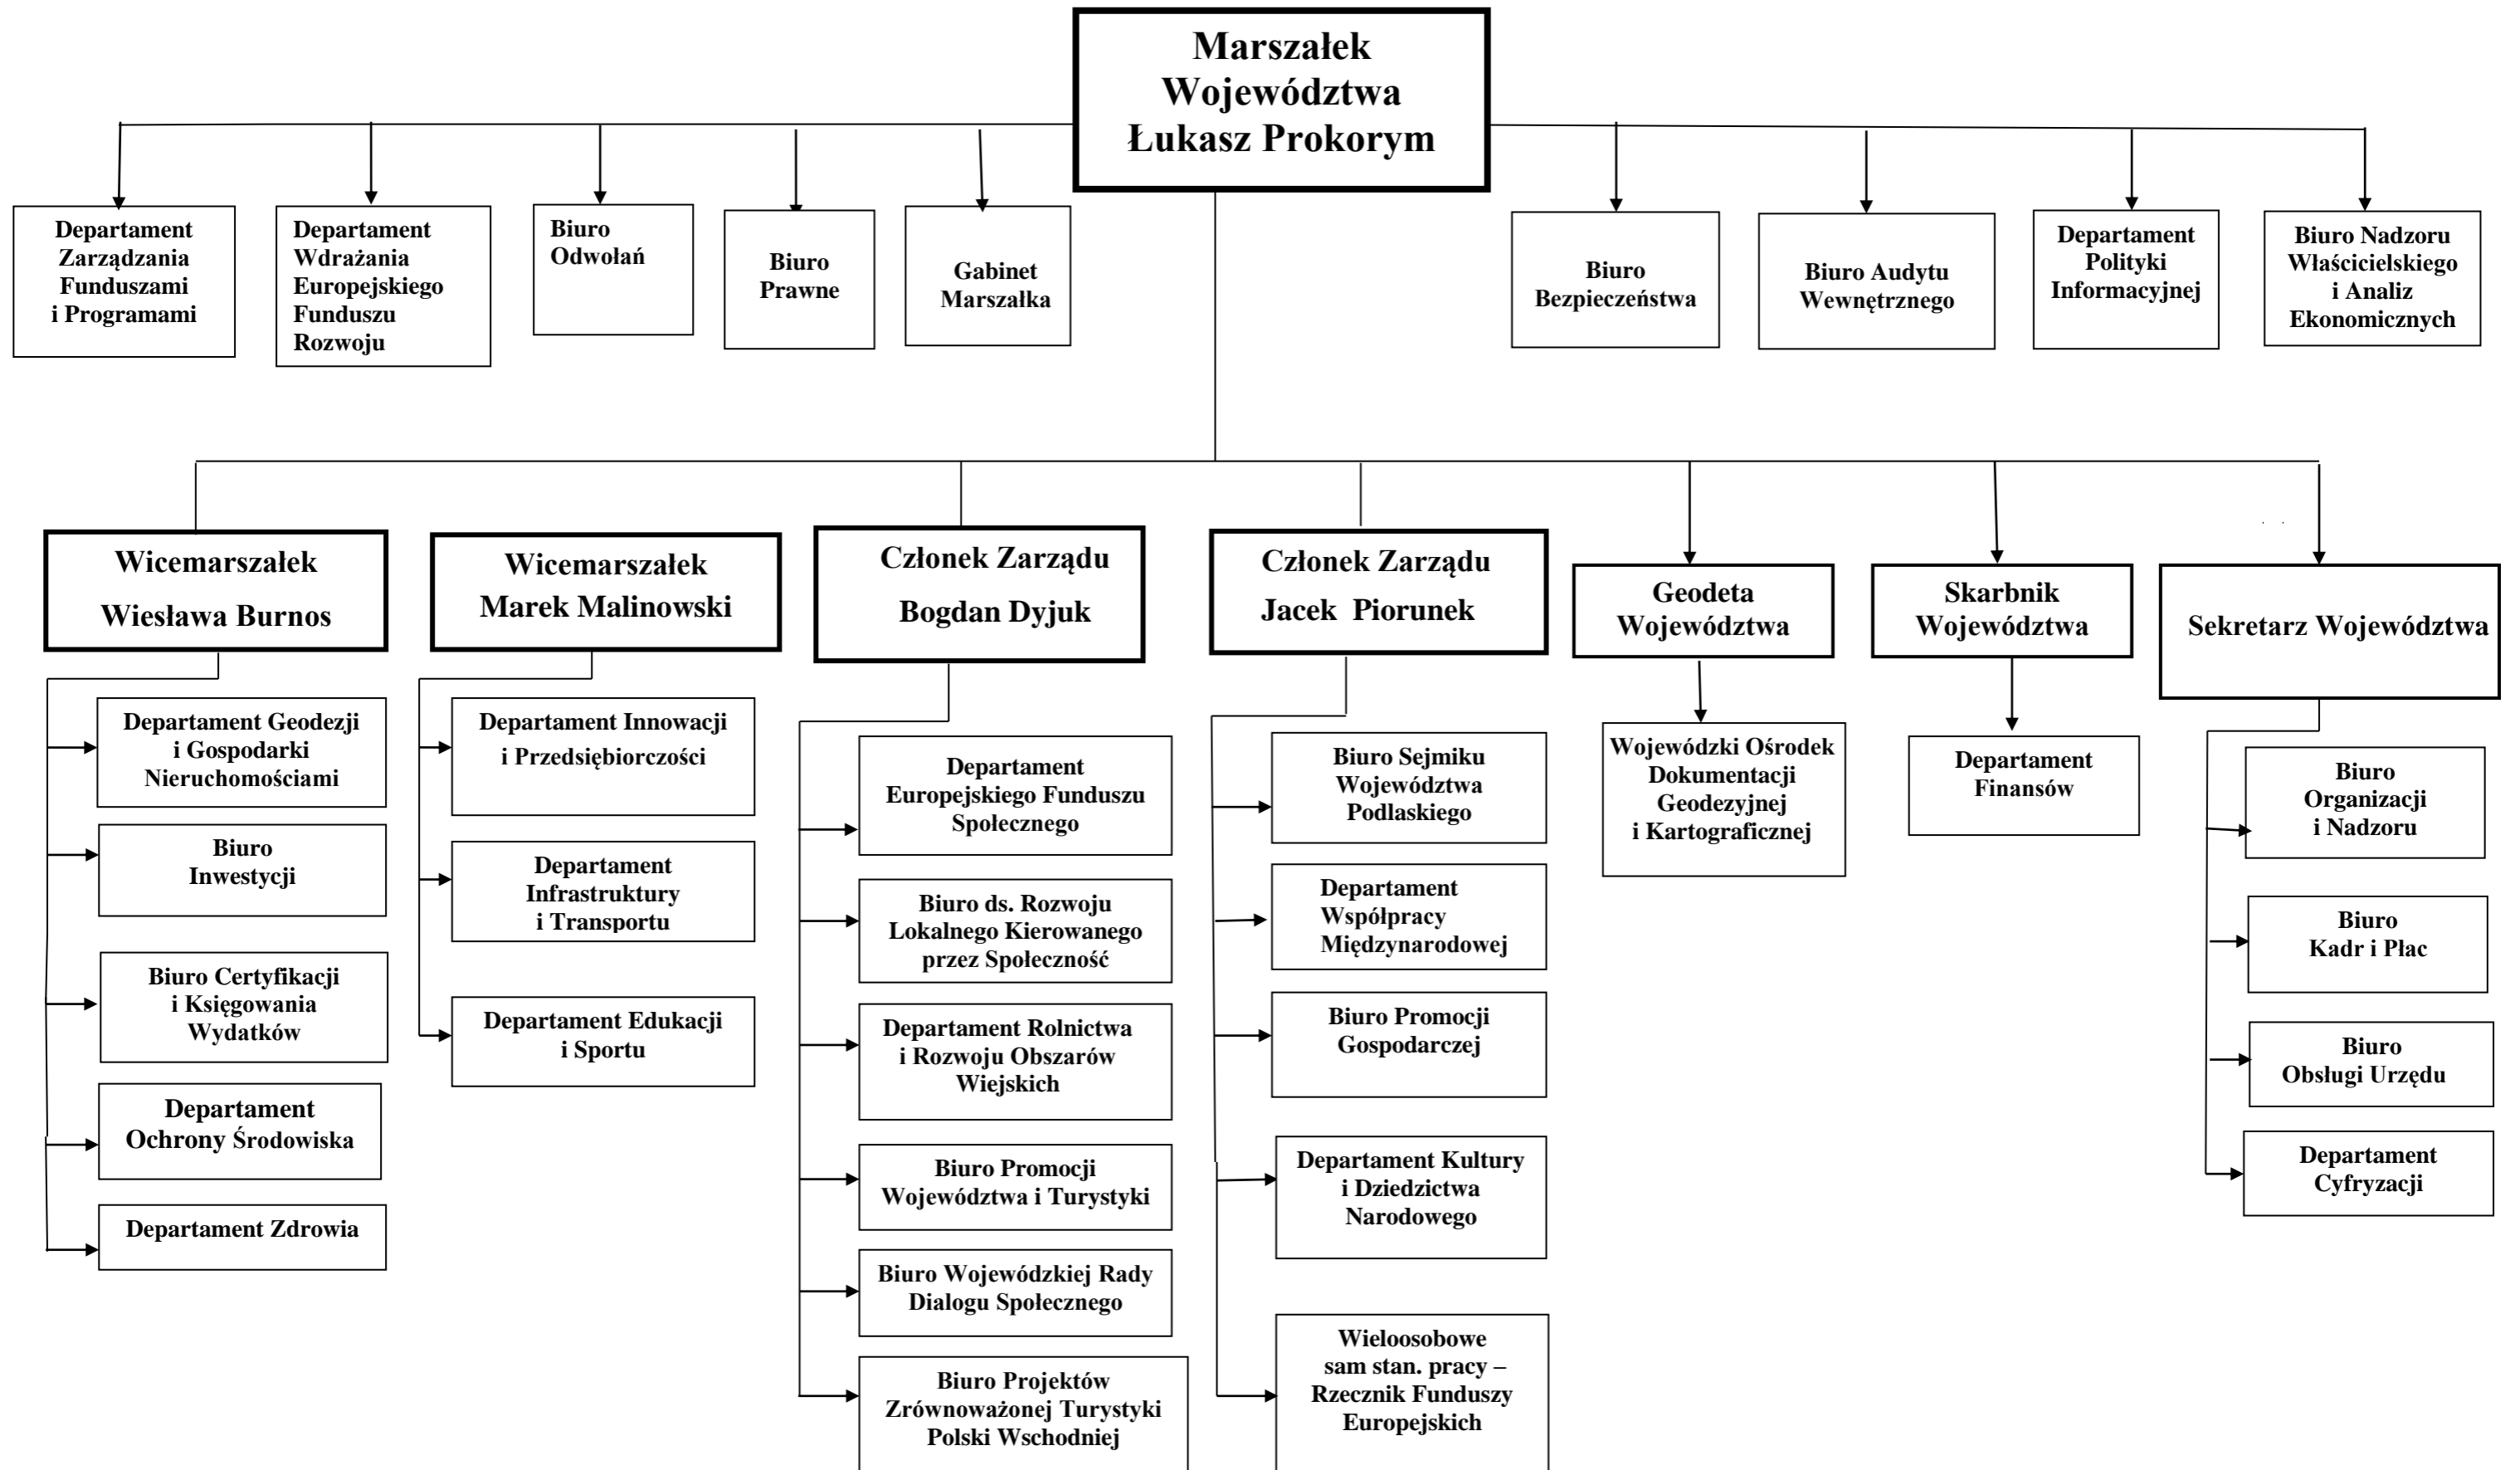 Marszałek
Województwa
Łukasz Prokorym
Departament
Zarządzania
Funduszami
i Programami
Departament
Wdrażania
Europejskiego
Funduszu
Rozwoju
Biuro
Odwołań
Biuro
Prawne
Gabinet
Marszałka
Biuro
Bezpieczeństwa
Biuro Audytu
Wewnętrznego
Departament
Polityki
Informacyjnej
Biuro Nadzoru
Właścicielskiego
i Analiz
Ekonomicznych
Wicemarszałek
Wiesława Burnos
Wicemarszałek
Marek Malinowski
Członek Zarządu
Bogdan Dyjuk
Członek Zarządu
Jacek Piorunek
Geodeta
Województwa
Skarbnik
Województwa
Sekretarz Województwa
Departament Geodezji
i Gospodarki
Nieruchomościami
Biuro
Inwestycji
Biuro Certyfikacji
i Księgowania
Wydatków
Departament
Ochrony Środowiska
Departament Zdrowia
Departament Innowacji
i Przedsiębiorczości
Departament
Infrastruktury
i Transportu
Departament Edukacji
i Sportu
Departament
Europejskiego Funduszu
Społecznego
Biuro ds. Rozwoju
Lokalnego Kierowanego
przez Społeczność
Departament Rolnictwa
i Rozwoju Obszarów
Wiejskich
Biuro Promocji
Województwa i Turystyki
Biuro Wojewódzkiej Rady
Dialogu Społecznego
Biuro Projektów
Zrównoważonej Turystyki
Polski Wschodniej
Biuro Sejmiku
Województwa
Podlaskiego
Departament
Współpracy
Międzynarodowej
Biuro Promocji
Gospodarczej
Departament Kultury
i Dziedzictwa
Narodowego
Wieloosobowe
sam stan. pracy –
Rzecznik Funduszy
Europejskich
Wojewódzki Ośrodek
Dokumentacji
Geodezyjnej
i Kartograficznej
Departament
Finansów
Biuro
Organizacji
i Nadzoru
Biuro
Kadr i Płac
Biuro
Obsługi Urzędu
Departament
Cyfryzacji